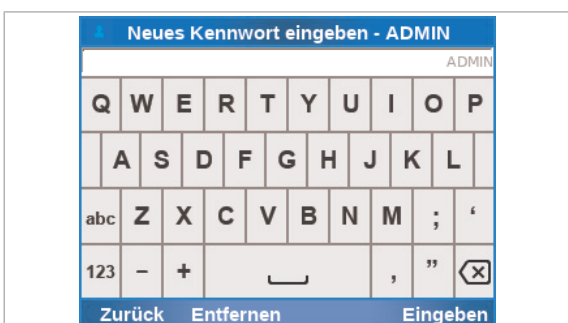 Neues Kennwort eingeben - ADMIN
ADMIN
Q W E R T Y U I O P
A S D F G H J K L
abc Z X C V B N M ; ‘
123 - + , ”
Zurück Entfernen Eingeben